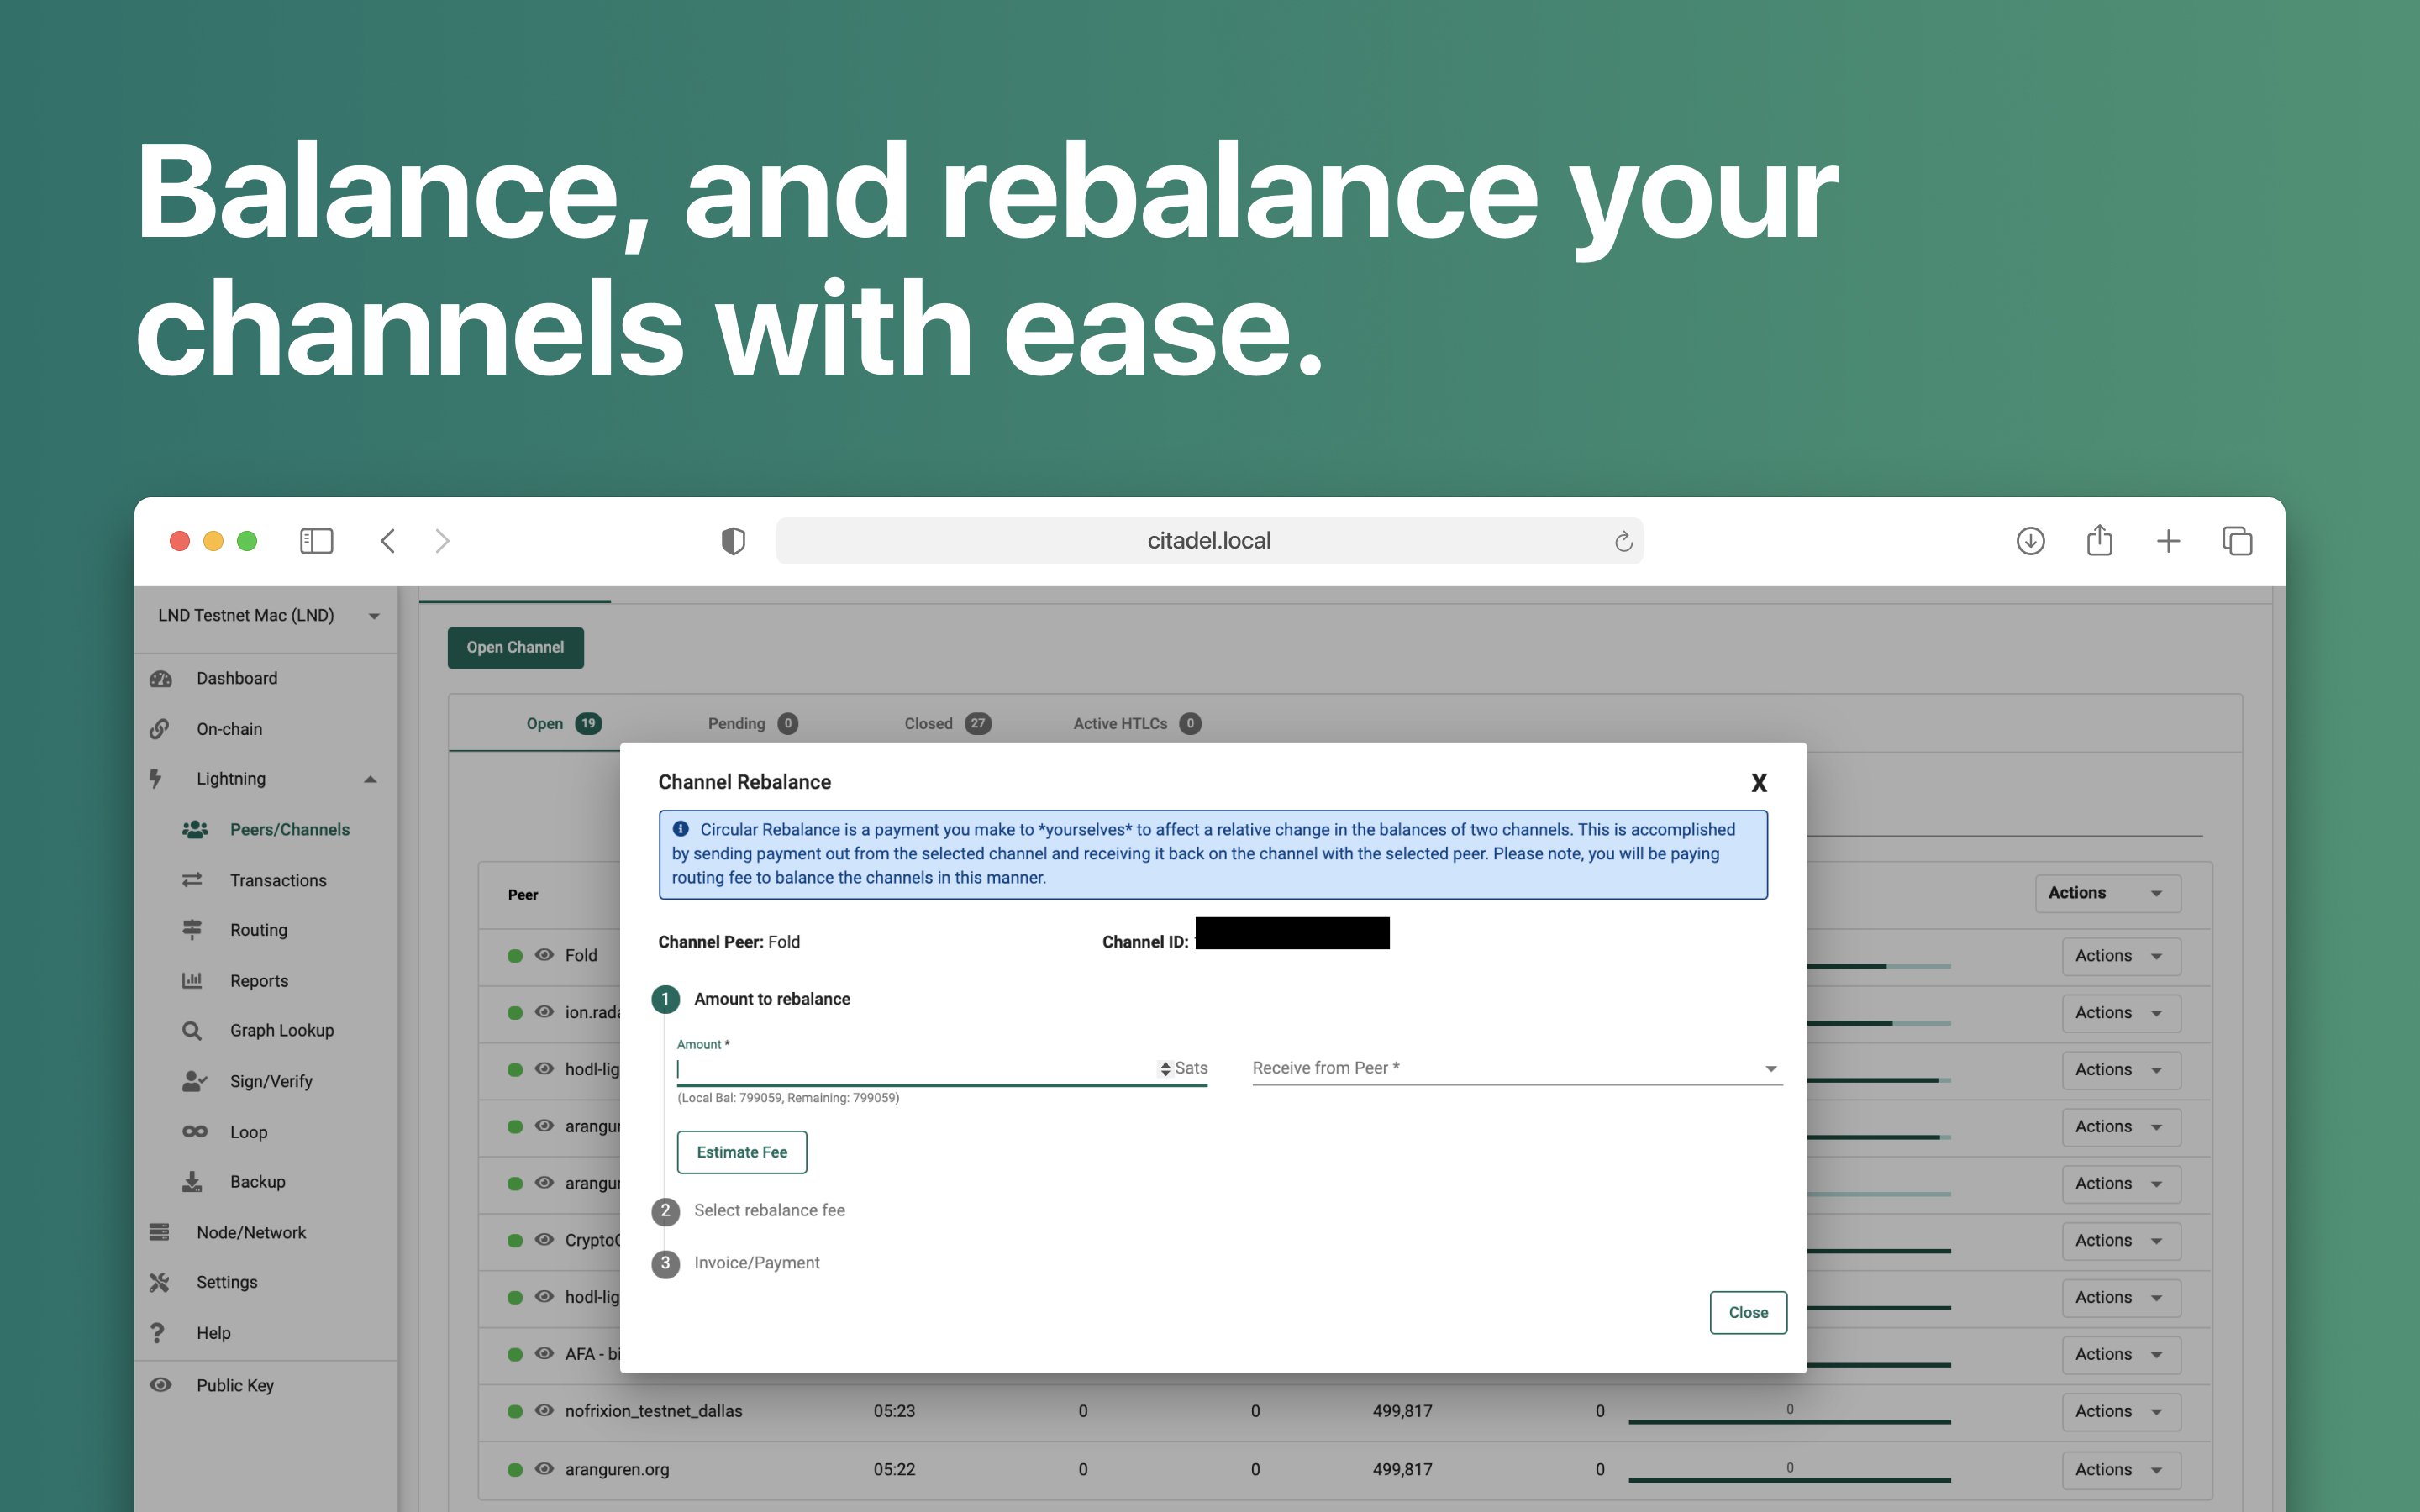 Balance, and rebalance your
channels with ease.
citadel.local
LND Testnet Mac (LND)
Dashboard
On-chain
Lightning
Peers/Channels
Transactions
Routing
Reports
Graph Lookup
Sign/Verify
Loop
Backup
Node/Network
Settings
Help
Public Key
Open Channel
Open 19 Pending 0 Closed 27 Active HTLCs 0
Channel Rebalance X
Circular Rebalance is a payment you make to *yourselves* to affect a relative change in the balances of two channels. This is accomplished
by sending payment out from the selected channel and receiving it back on the channel with the selected peer. Please note, you will be paying
routing fee to balance the channels in this manner.
Channel Peer: Fold Channel ID:
1 Amount to rebalance
Amount *
Sats Receive from Peer *
(Local Bal: 799059, Remaining: 799059)
Estimate Fee
2 Select rebalance fee
3 Invoice/Payment
Close
Peer Actions
Fold Actions
ion.rada Actions
hodl-lig Actions
arangur Actions
arangur Actions
Crypto Actions
hodl-lig Actions
AFA - bi Actions
nofrixion_testnet_dallas 05:23 0 0 499,817 0 0 Actions
aranguren.org 05:22 0 0 499,817 0 0 Actions